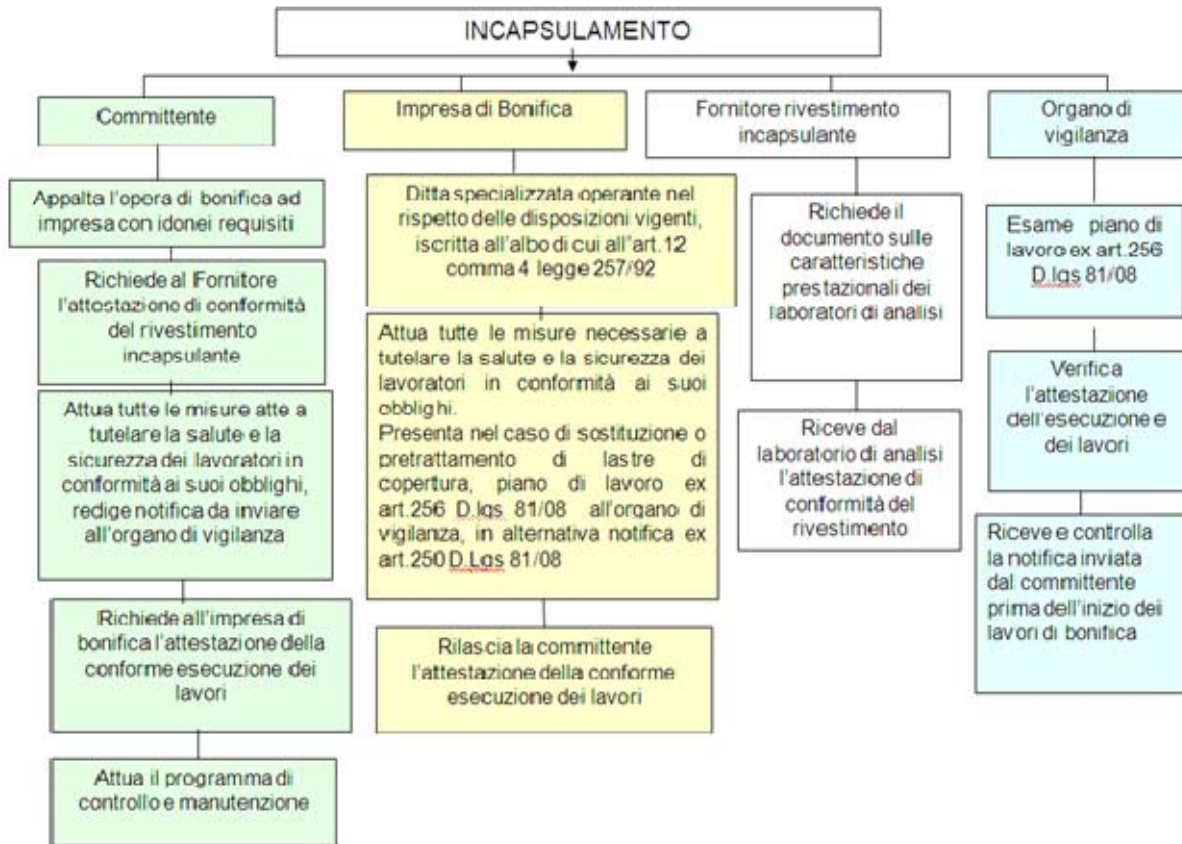 INCAPSULAMENTO
Committente
Appalta l'opera di bonifica ad
impresa con idonei requisiti
Richiede al Fornitore
l'attestazione di conformità
del rivestimento
incapsulante
Attua tutte le misure atte a
tutelare la salute e la
sicurezza dei lavoratori in
conformità ai suoi obblighi,
redige notifica da inviare
all'organo di vigilanza
Richiede all'impresa di
bonifica l'attestazione della
conforme esecuzione dei
lavori
Attua il programma di
controllo e manutenzione
Impresa di Bonifica
Ditta specializzata operante nel
rispetto delle disposizioni vigenti,
iscritta all'albo di cui all'art.12
comma 4 legge 257/92
Attua tutte le misure necessarie a
tutelare la salute e la sicurezza dei
lavoratori in conformità ai suoi
obblighi.
Presenta nel caso di sostituzione o
pretrattamento di lastre di
copertura, piano di lavoro ex
art.256 D.lgs 81/08 all'organo di
vigilanza, in alternativa notifica ex
art.250 D.Lgs 81/08
Rilascia la committente
l'attestazione della conforme
esecuzione dei lavori
Fornitore rivestimento
incapsulante
Richiede il
documento sulle
caratteristiche
prestazionali dei
laboratori di analisi
Riceve dal
laboratorio di analisi
l'attestazione di
conformità del
rivestimento
Organo di
vigilanza
Esame piano di
lavoro ex art.256
D.lgs 81/08
Verifica
l'attestazione
dell'esecuzione e
dei lavori
Riceve e controlla
la notifica inviata
dal committente
prima dell'inizio dei
lavori di bonifica